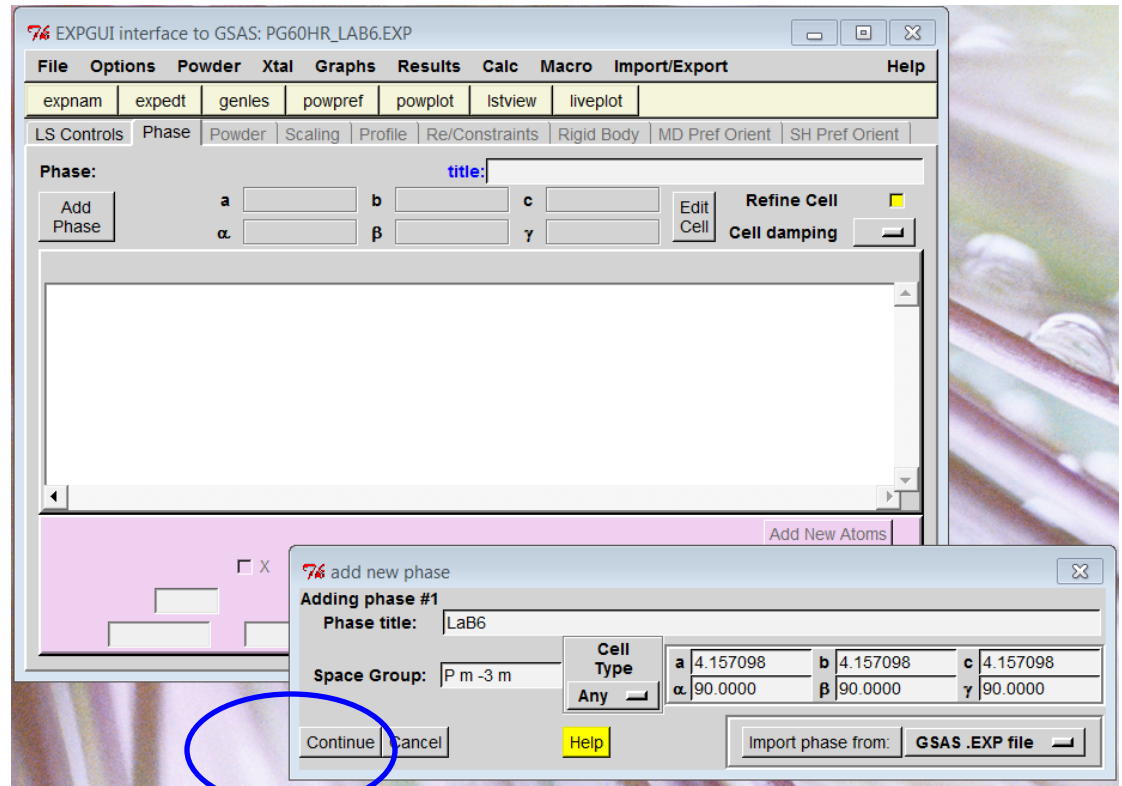 EXPGUI interface to GSAS: PG60HR_LAB6.EXP
File Options Powder Xtal Graphs Results Calc Macro Import/Export Help
expnam expedt genles powpref powplot lstview liveplot
LS Controls Phase Powder Scaling Profile Re/Constraints Rigid Body MD Pref Orient SH Pref Orient
Phase: title:
Add Phase a b c Edit Cell Refine Cell
α β γ Cell damping
Add New Atoms
X
add new phase
Adding phase #1
Phase title: LaB6
Space Group: P m -3 m Cell Type Any a 4.157098 b 4.157098 c 4.157098
α 90.0000 β 90.0000 γ 90.0000
Continue Cancel Help Import phase from: GSAS .EXP file